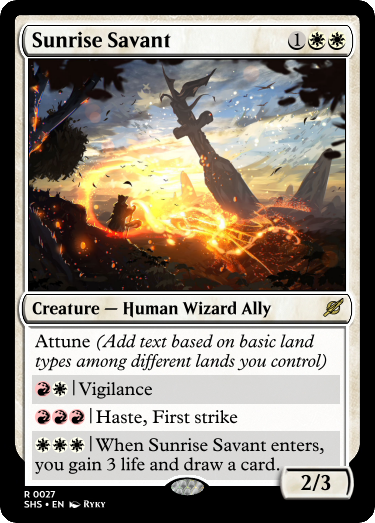 Sunrise Savant 1
Creature — Human Wizard Ally
Attune (Add text based on basic land
types among different lands you control)
| Vigilance
| Haste, First strike
| When Sunrise Savant enters,
you gain 3 life and draw a card.
2/3
R 0027
SHS • EN Ryky